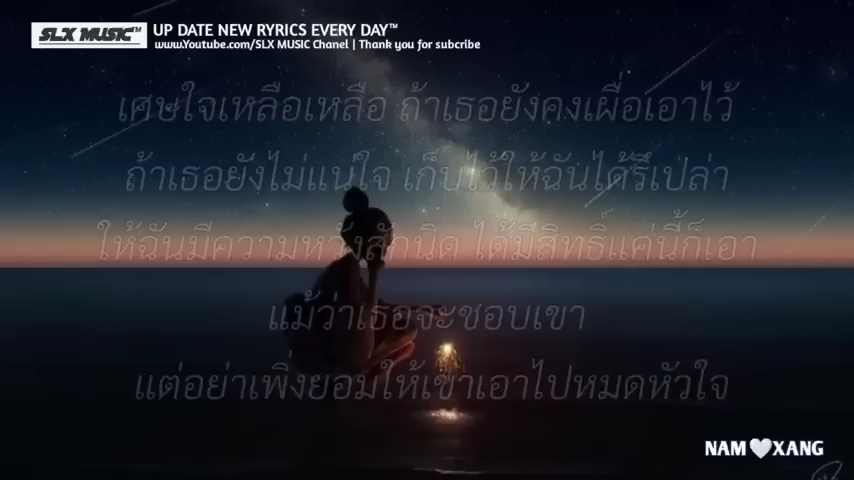 SLX MUSIC™ UP DATE NEW RYRICS EVERY DAY™
www.Youtube.com/SLX MUSIC Chanel | Thank you for subcribe
เศษใจเหลือเหลือ ถ้าเธอยังคงเผื่อเอาไว้
ถ้าเธอยังไม่แน่ใจ เก็บไว้ให้ฉันได้รึเปล่า
ให้ฉันมีความหวังสักนิด ได้มีสิทธิ์แค่นี้ก็เอา
แม้ว่าเธอจะชอบเขา
แต่อย่าเพิ่งยอมให้เขาเอาไปหมดหัวใจ
NAM🤍XANG